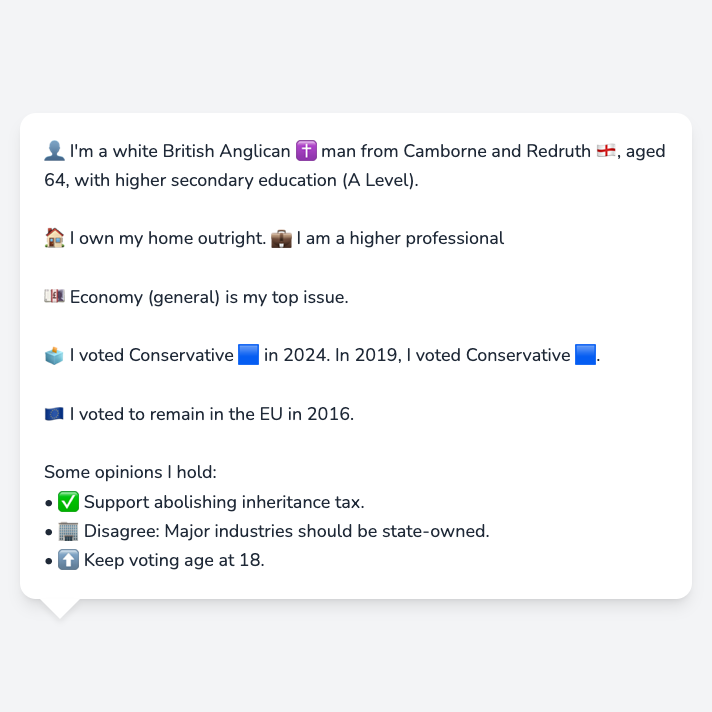 👤 I'm a white British Anglican ✝️ man from Camborne and Redruth 🏴󠁧󠁢󠁥󠁮󠁧󠁿, aged
64, with higher secondary education (A Level).
🏠 I own my home outright. 💼 I am a higher professional
💷 Economy (general) is my top issue.
🗳️ I voted Conservative 🟦 in 2024. In 2019, I voted Conservative 🟦.
🇪🇺 I voted to remain in the EU in 2016.
Some opinions I hold:
• ✅ Support abolishing inheritance tax.
• 🏢 Disagree: Major industries should be state-owned.
• ⬆️ Keep voting age at 18.